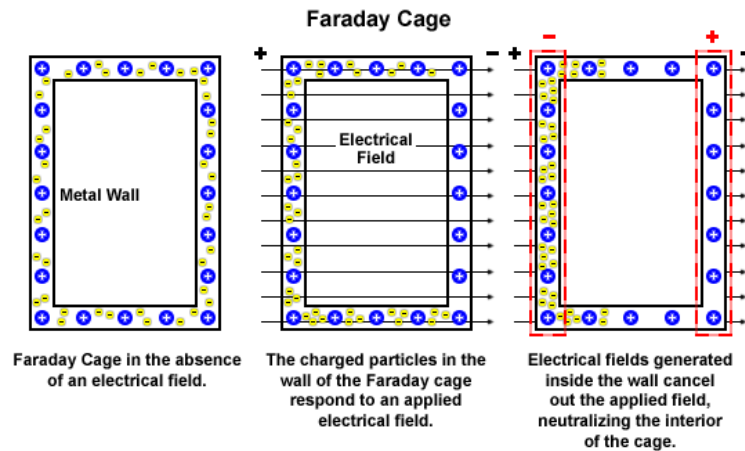 Faraday Cage
Metal Wall
Electrical
Field
Faraday Cage in the absence
of an electrical field.
The charged particles in the
wall of the Faraday cage
respond to an applied
electrical field.
Electrical fields generated
inside the wall cancel
out the applied field,
neutralizing the interior
of the cage.